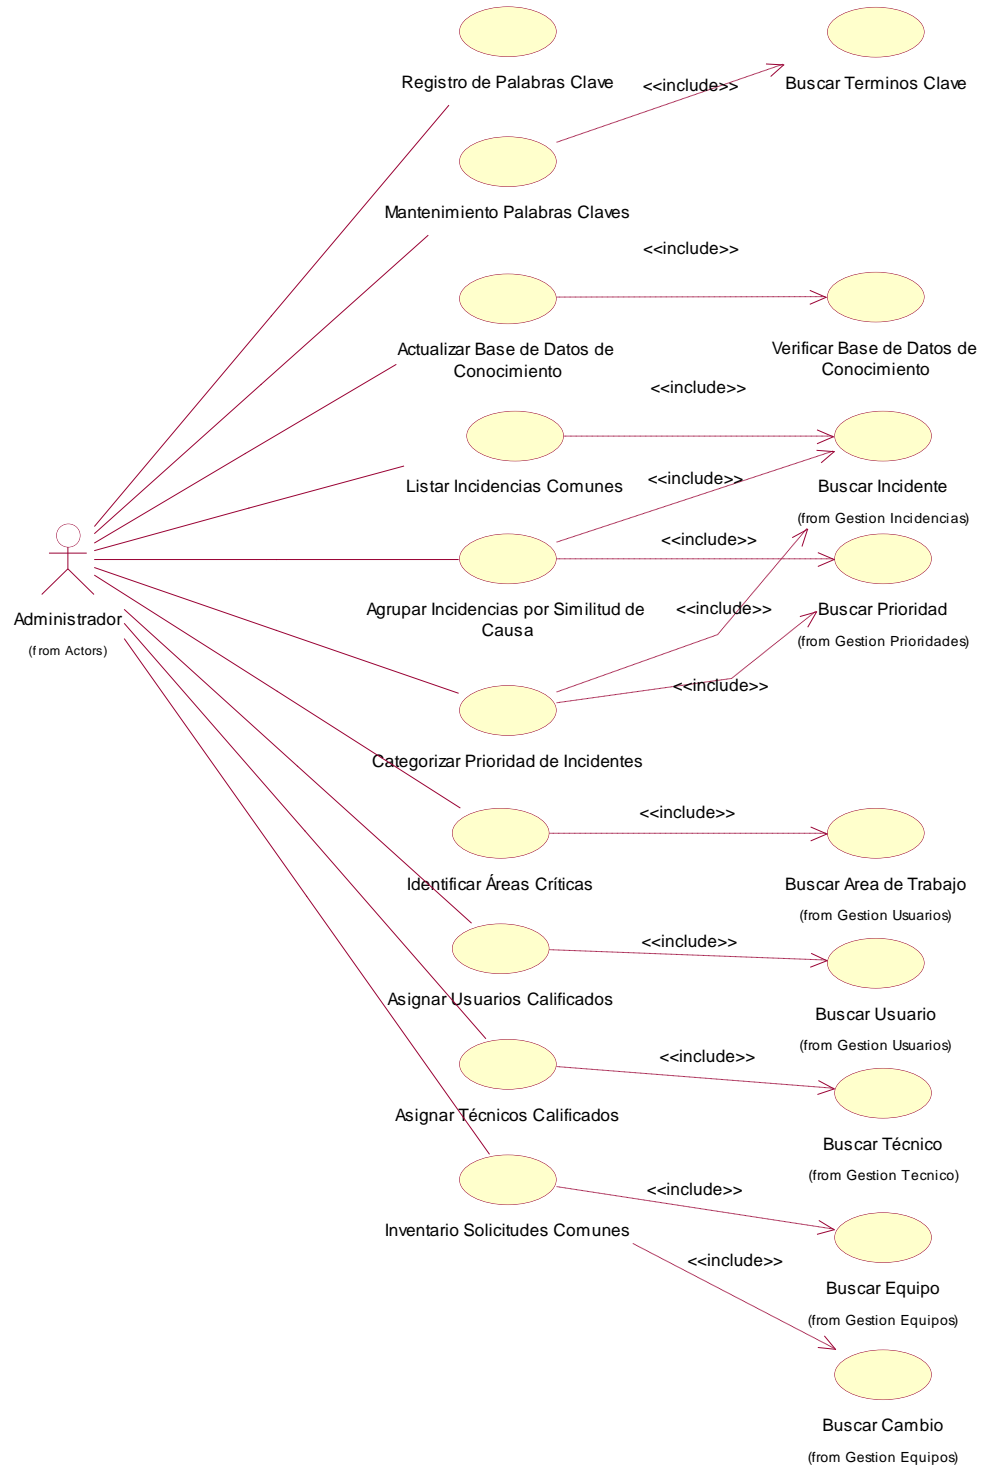 Registro de Palabras Clave
<<include>>
Buscar Terminos Clave
Mantenimiento Palabras Claves
<<include>>
Actualizar Base de Datos de
Conocimiento
Verificar Base de Datos de
Conocimiento
<<include>>
Listar Incidencias Comunes
<<include>>
Buscar Incidente
(from Gestion Incidencias)
<<include>>
Agrupar Incidencias por Similitud de
Causa
<<include>>
Buscar Prioridad
(from Gestion Prioridades)
Administrador
(from Actors)
<<include>>
Categorizar Prioridad de Incidentes
<<include>>
Identificar Áreas Críticas
Buscar Area de Trabajo
(from Gestion Usuarios)
<<include>>
Asignar Usuarios Calificados
Buscar Usuario
(from Gestion Usuarios)
<<include>>
Asignar Técnicos Calificados
Buscar Técnico
(from Gestion Tecnico)
<<include>>
Inventario Solicitudes Comunes
<<include>>
Buscar Equipo
(from Gestion Equipos)
Buscar Cambio
(from Gestion Equipos)